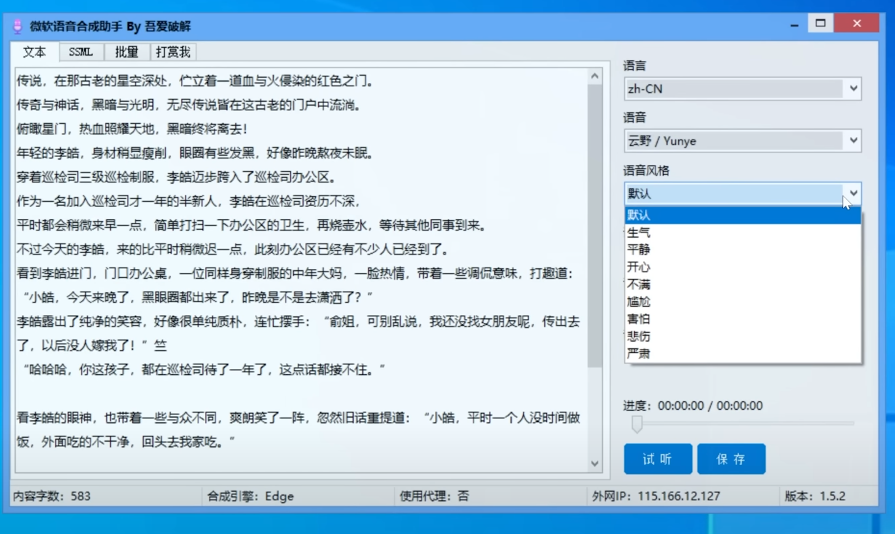 微软语音合成助手 By 吾爱破解
文本 SSML 批量 打赏我
传说，在那古老的星空深处，伫立着一道血与火侵染的红色之门。
传奇与神话，黑暗与光明，无尽传说皆在这古老的门户中流淌。
俯瞰星门，热血照耀天地，黑暗终将离去！
年轻的李皓，身材稍显瘦削，眼圈有些发黑，好像昨晚熬夜未眠。
穿着巡检司三级巡检制服，李皓迈步跨入了巡检司办公区。
作为一名加入巡检司才一年的半新人，李皓在巡检司资历不深，
平时都会稍微来早一点，简单打扫一下办公区的卫生，再烧壶水，等待其他同事到来。
不过今天的李皓，来的比平时稍微迟一点，此刻办公区已经有不少人已经到了。
看到李皓进门，门口办公桌，一位同样身穿制服的中年大妈，一脸热情，带着一些调侃意味，打趣道：
“小皓，今天来晚了，黑眼圈都出来了，昨晚是不是去潇洒了？”
李皓露出了纯净的笑容，好像很单纯质朴，连忙摆手：“俞姐，可别乱说，我还没找女朋友呢，传出去
了，以后没人嫁我了！”竺
“哈哈哈，你这孩子，都在巡检司待了一年了，这点话都接不住。”
看李皓的眼神，也带着一些与众不同，爽朗笑了一阵，忽然旧话重提道：“小皓，平时一个人没时间做
饭，外面吃的不干净，回头去我家吃。”
语言
zh-CN
语音
云野 / Yunye
语音风格
默认
默认
生气
平静
开心
不满
尴尬
害怕
悲伤
严肃
进度：00:00:00 / 00:00:00
试 听 保 存
内容字数：583 合成引擎：Edge 使用代理：否 外网IP：115.166.12.127 版本：1.5.2